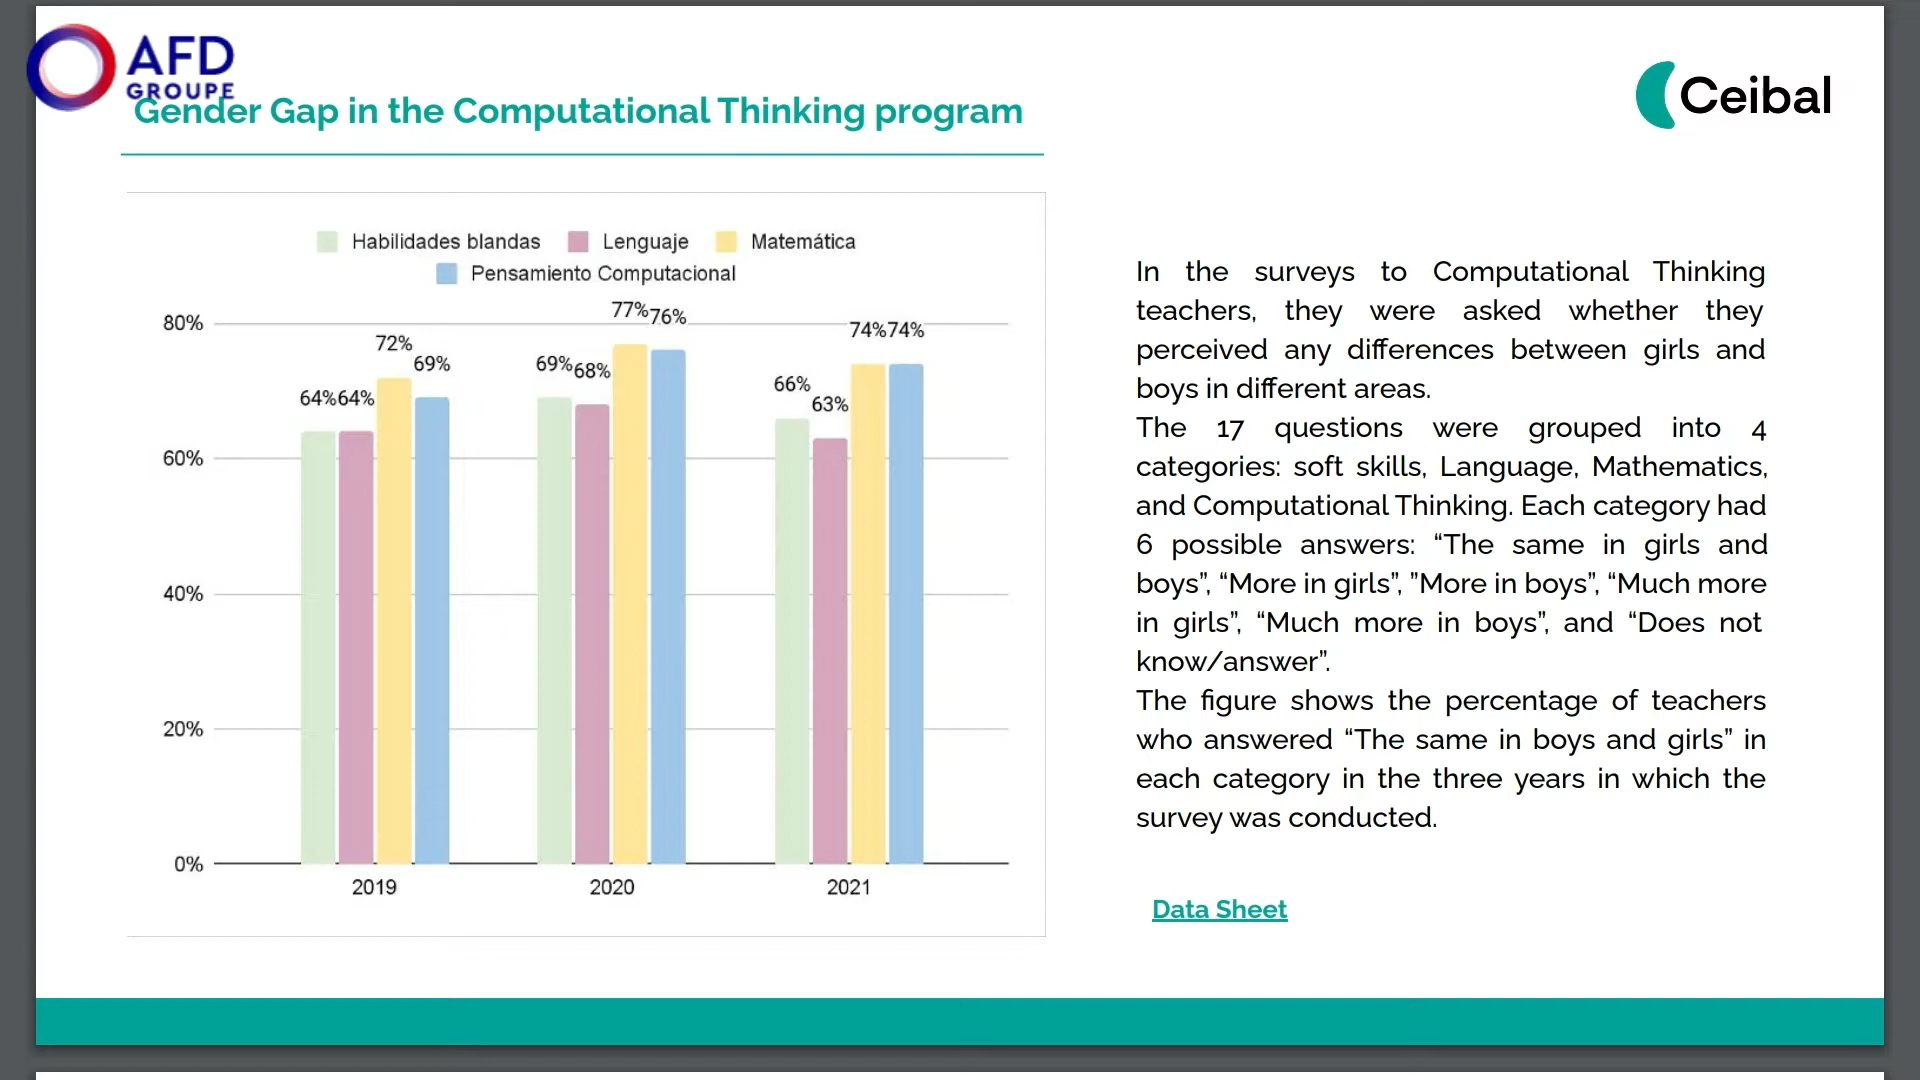 AFD
GROUPE
Gender Gap in the Computational Thinking program
Ceibal
Habilidades blandas Lenguaje Matemática
Pensamiento Computacional
80%
60%
40%
20%
0%
64% 64% 72% 69%
69% 68% 77% 76%
66% 63% 74% 74%
2019 2020 2021
In the surveys to Computational Thinking
teachers, they were asked whether they
perceived any differences between girls and
boys in different areas.
The 17 questions were grouped into 4
categories: soft skills, Language, Mathematics,
and Computational Thinking. Each category had
6 possible answers: “The same in girls and
boys”, “More in girls”, ”More in boys”, “Much more
in girls”, “Much more in boys”, and “Does not
know/answer”.
The figure shows the percentage of teachers
who answered “The same in boys and girls” in
each category in the three years in which the
survey was conducted.
Data Sheet